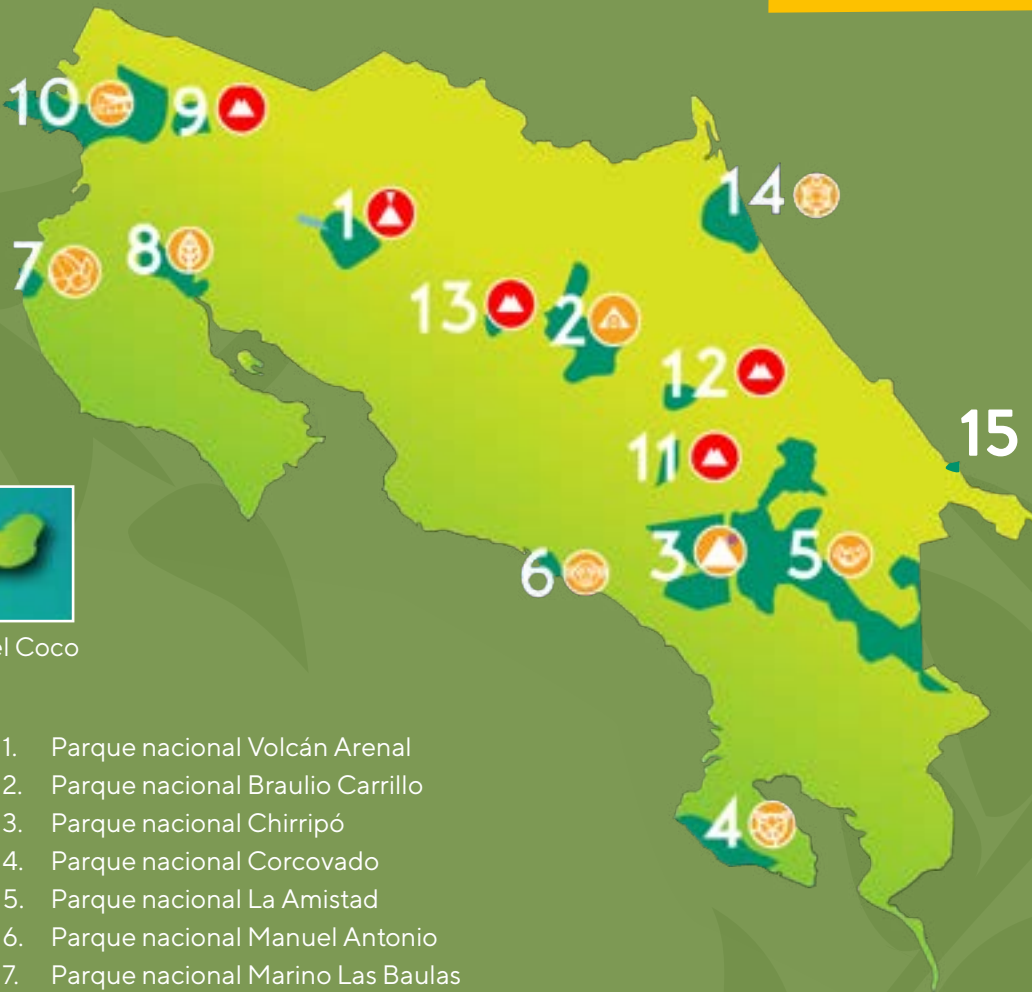 10
9
14
1
7
8
13
2
12
15
11
3
5
6
el Coco
4
1. Parque nacional Volcán Arenal
2. Parque nacional Braulio Carrillo
3. Parque nacional Chirripó
4. Parque nacional Corcovado
5. Parque nacional La Amistad
6. Parque nacional Manuel Antonio
7. Parque nacional Marino Las Baulas